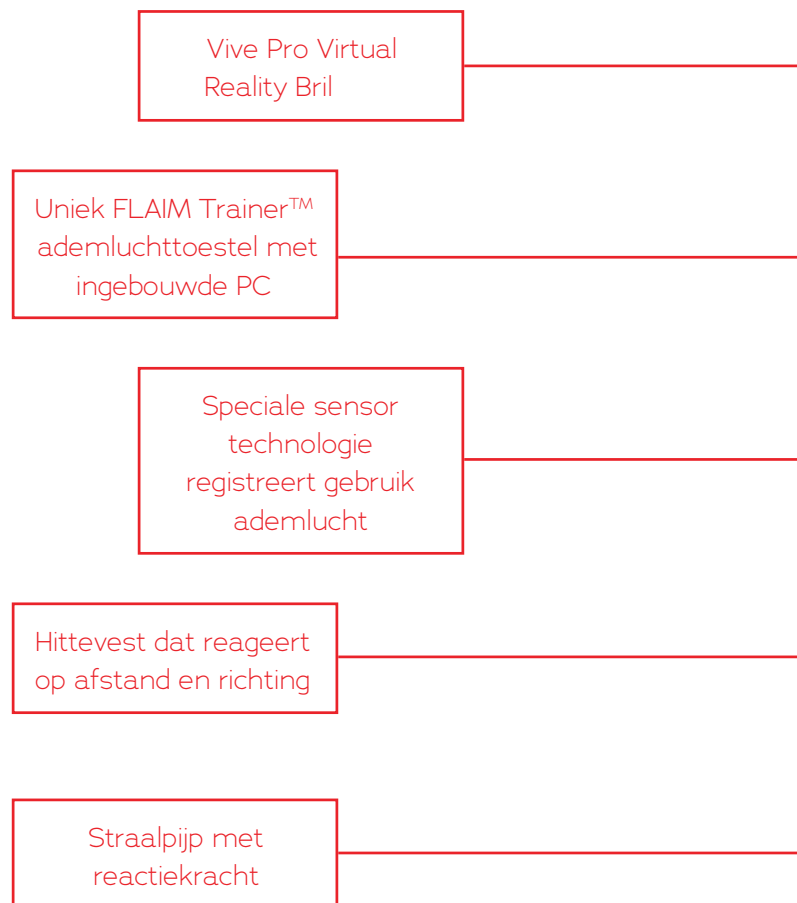 Vive Pro Virtual
Reality Bril
Uniek FLAIM Trainer™
ademluchttoestel met
ingebouwde PC
Speciale sensor
technologie
registreert gebruik
ademlucht
Hittevest dat reageert
op afstand en richting
Straalpijp met
reactiekracht